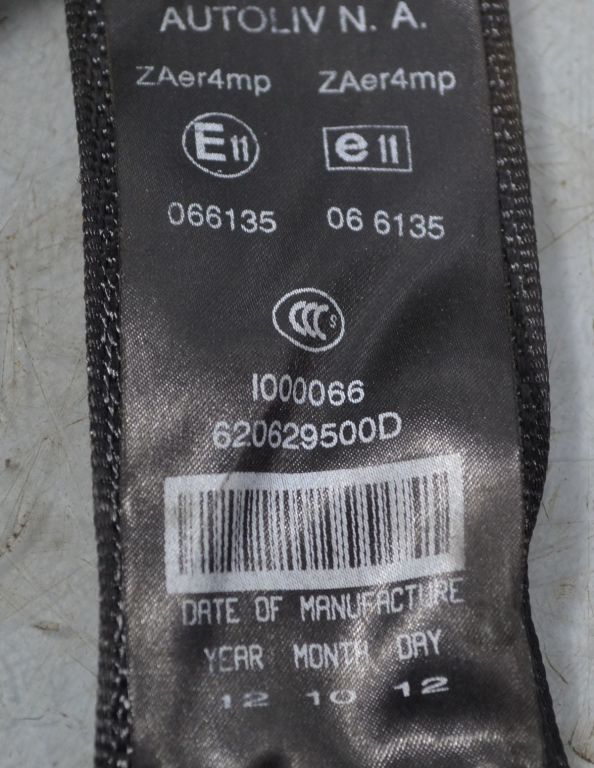 AUTOLIV N. A.
ZAer4mp ZAer4mp
E11 e11
066135 06 6135
CCC S
I000066
620629500D
DATE OF MANUFACTURE
YEAR MONTH DAY
12 10 12